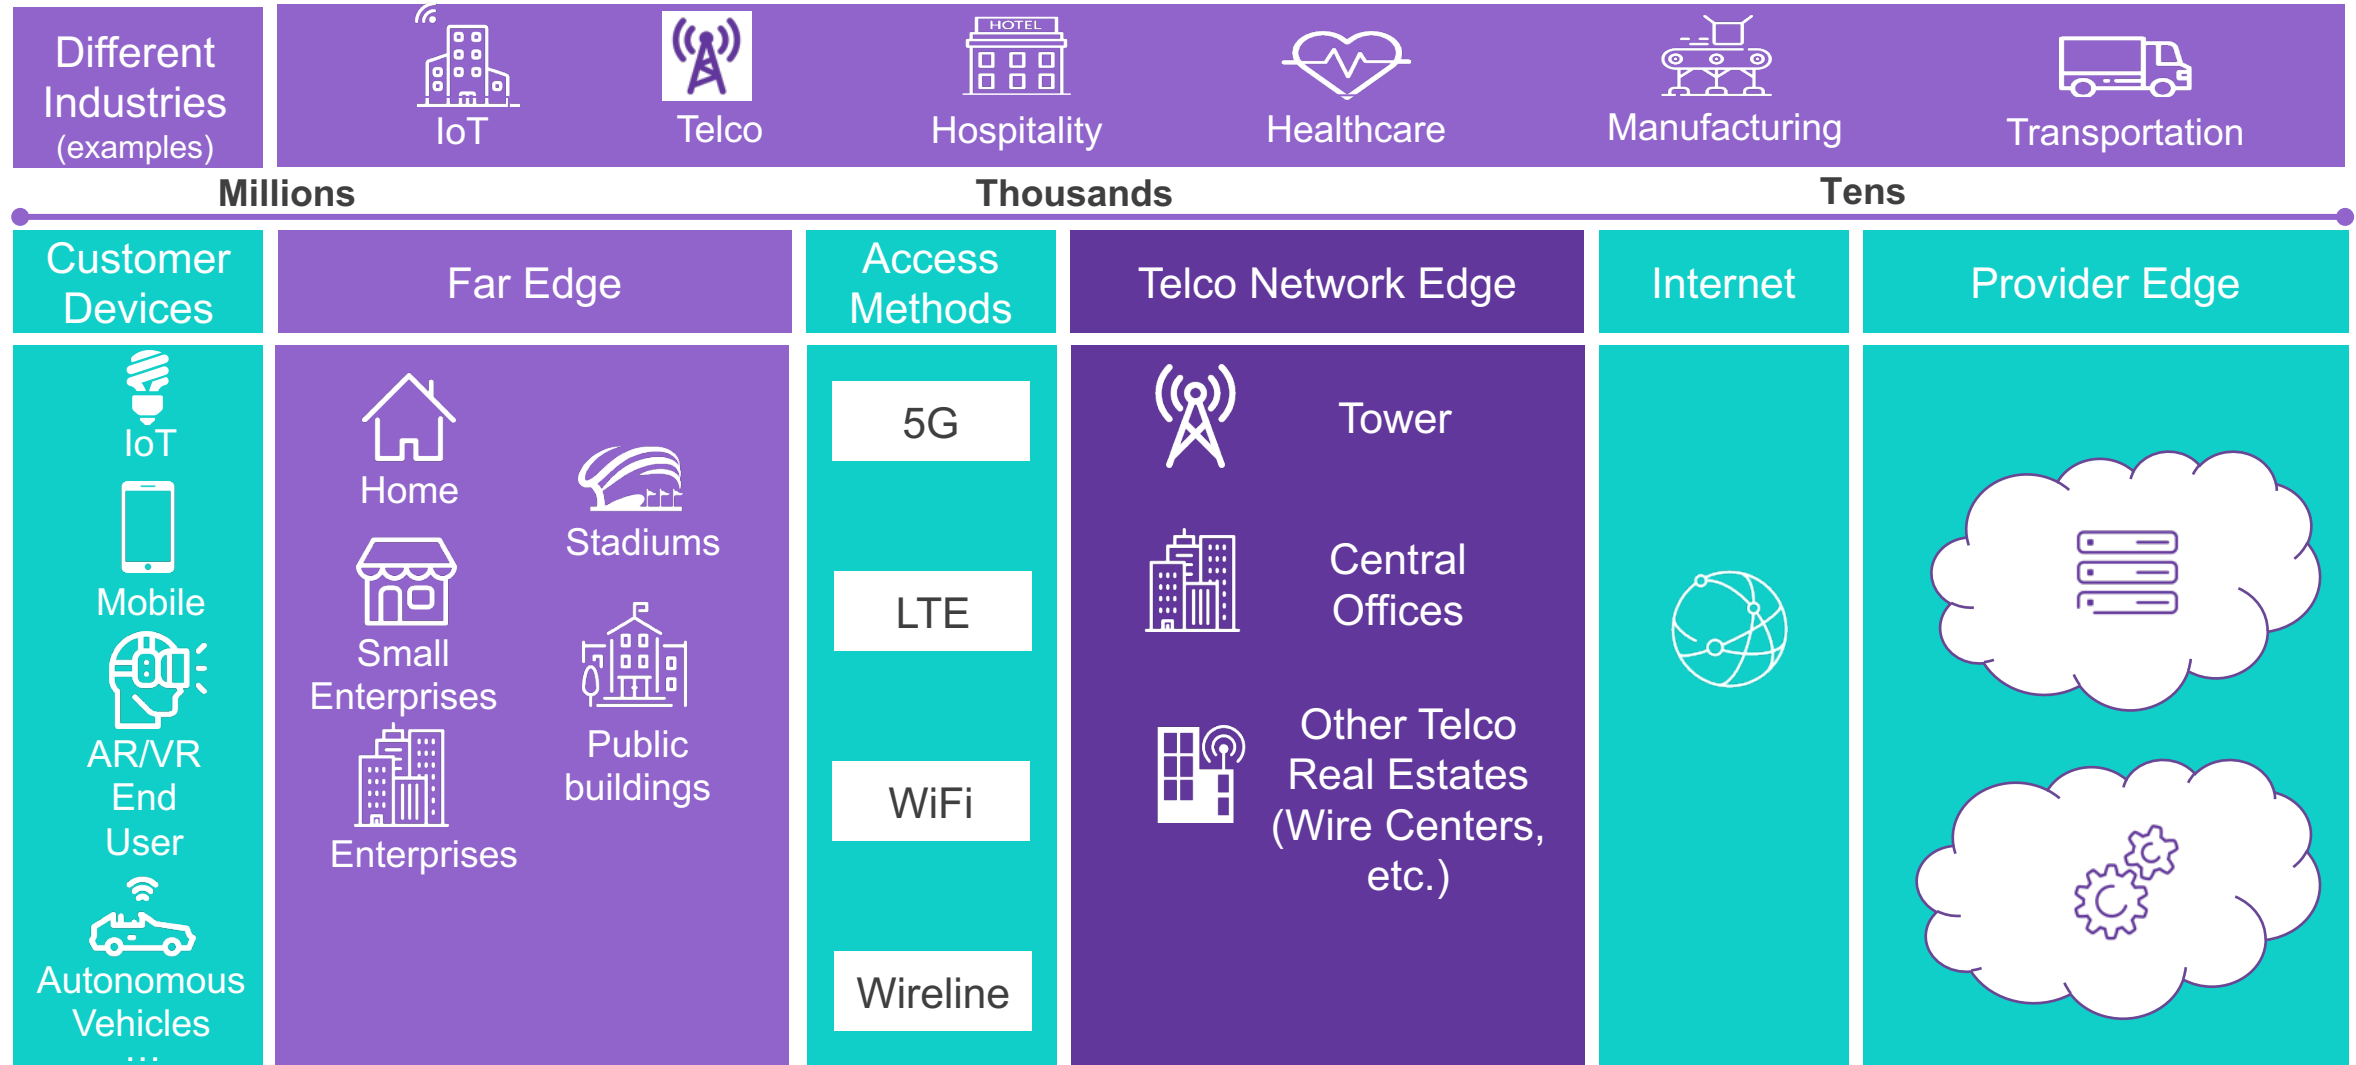 Different
Industries
(examples)
IoT
Telco
HOTEL
Hospitality
Healthcare
Manufacturing
Transportation
Millions
Thousands
Tens
Customer
Devices
Far Edge
Access
Methods
Telco Network Edge
Internet
Provider Edge
IoT
Mobile
AR/VR
End
User
Autonomous
Vehicles
...
Home
Small
Enterprises
Enterprises
Stadiums
Public
buildings
5G
LTE
WiFi
Wireline
Tower
Central
Offices
Other Telco
Real Estates
(Wire Centers,
etc.)